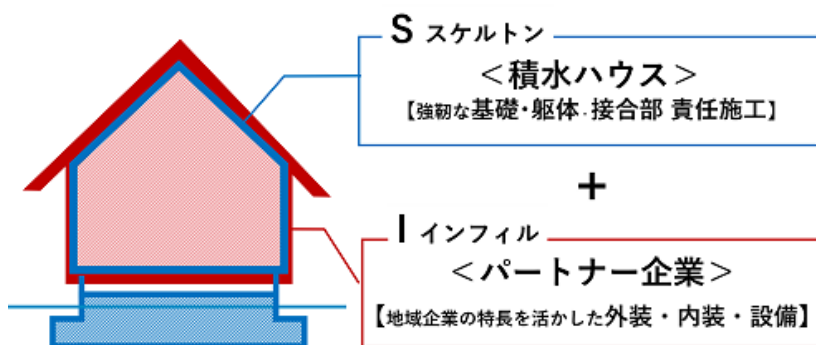 S スケルトン
＜積水ハウス＞
【強靭な基礎・躯体・接合部 責任施工】
＋
I インフィル
＜パートナー企業＞
【地域企業の特長を活かした外装・内装・設備】